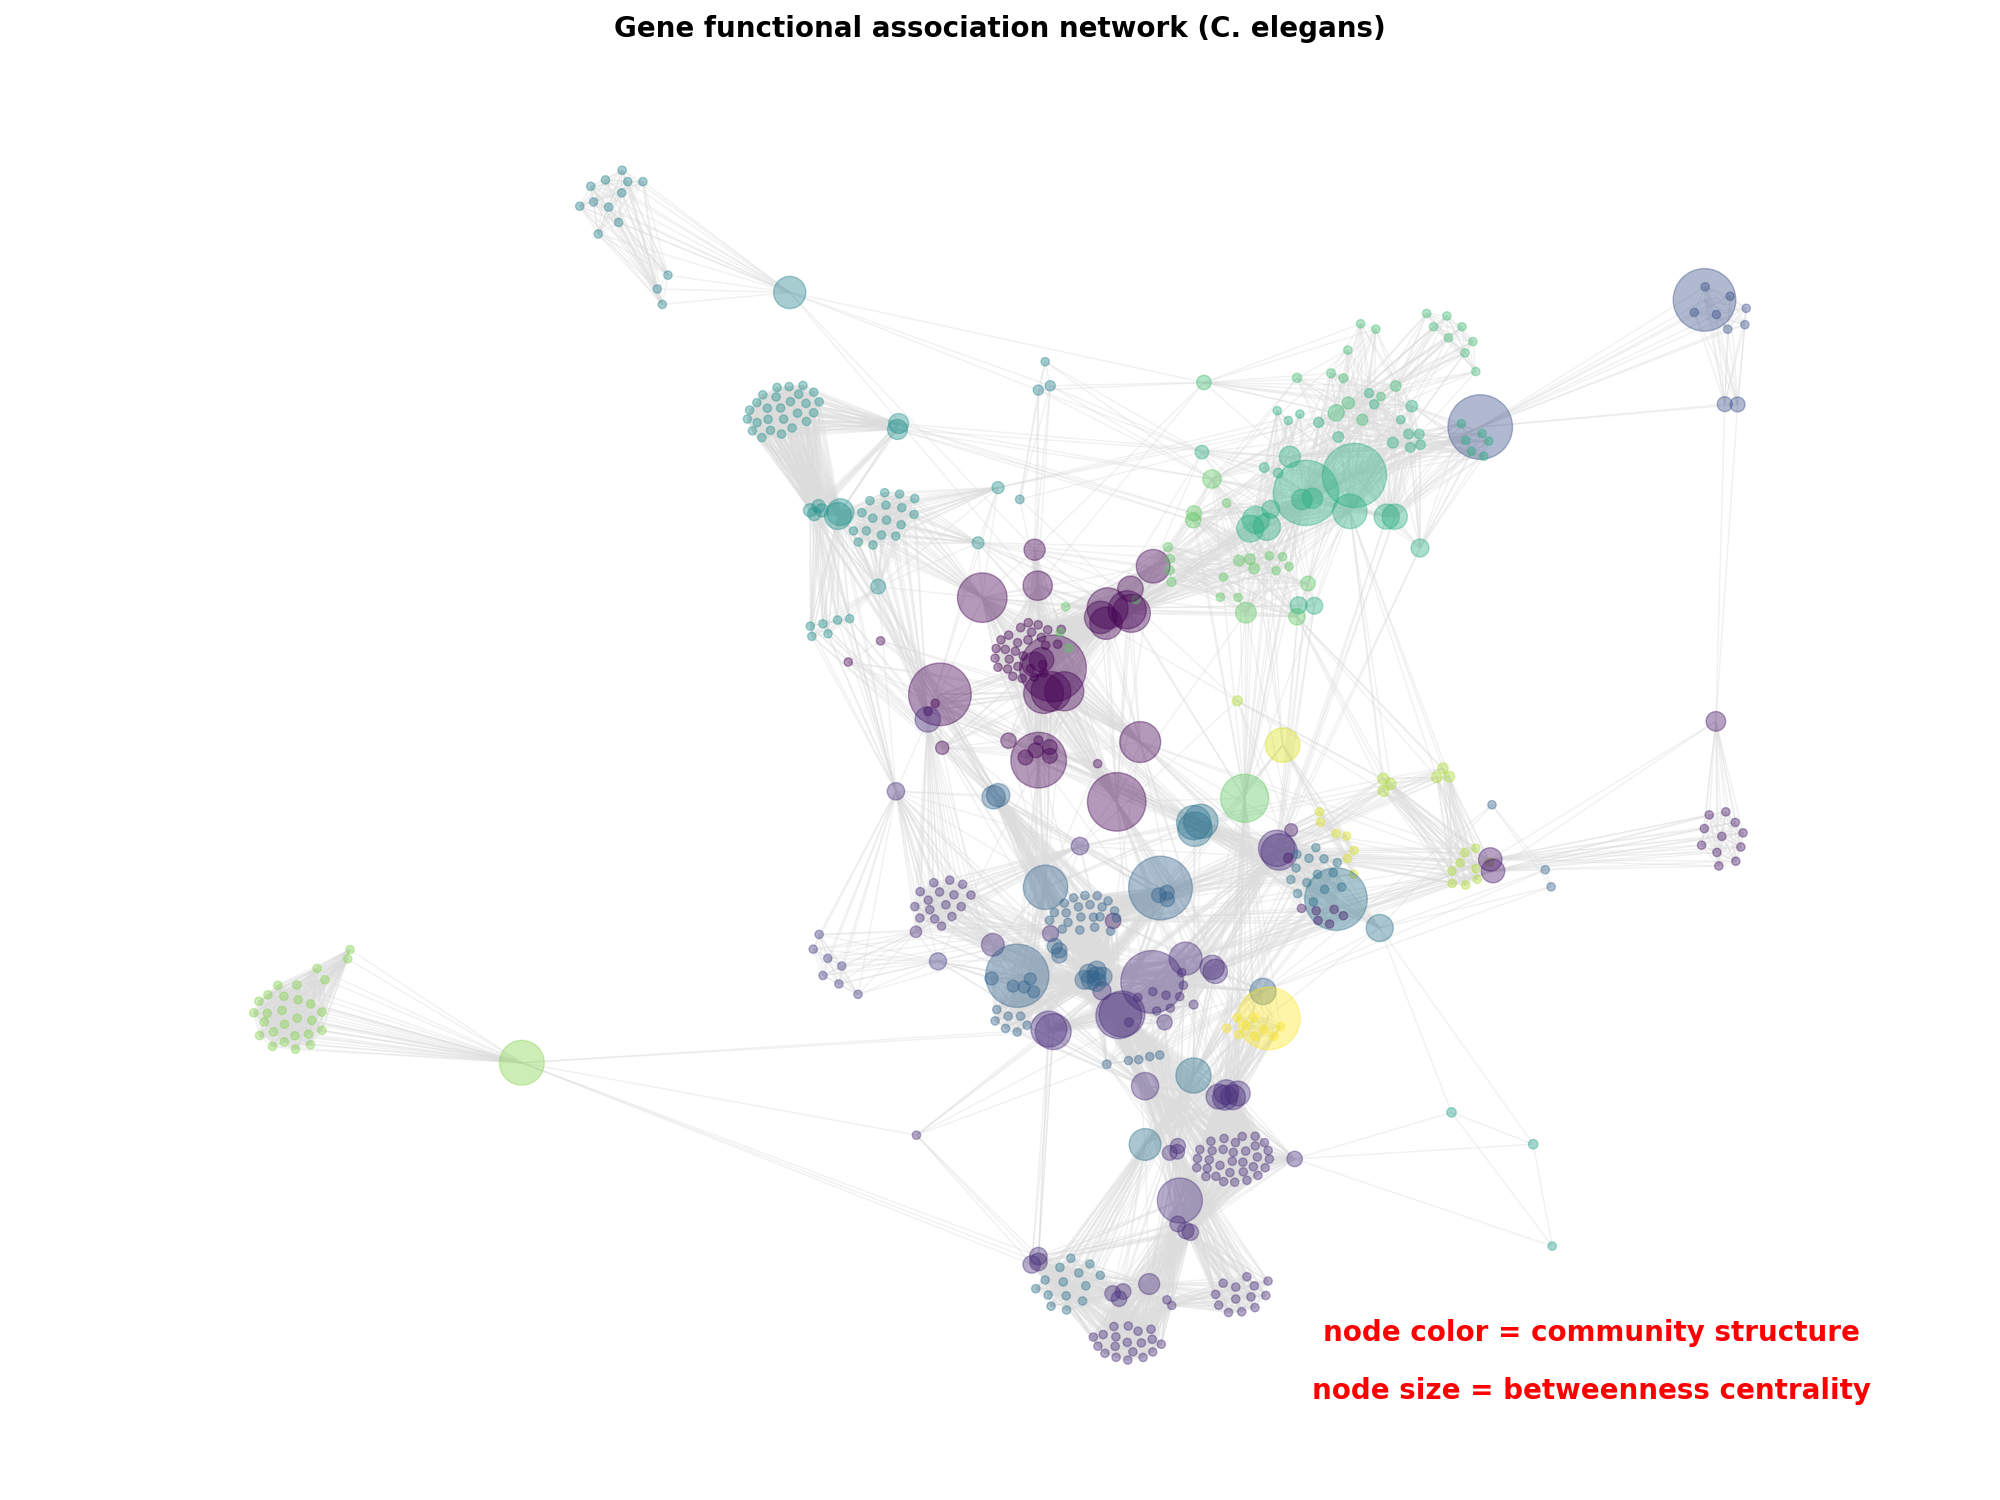 Gene functional association network (C. elegans)
node color = community structure
node size = betweenness centrality